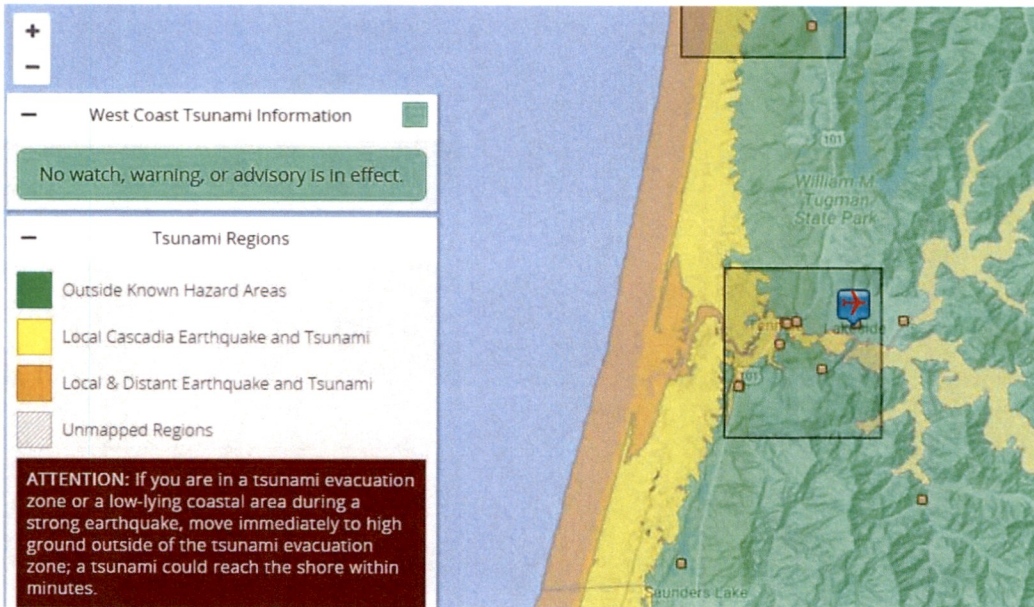 +
−
− West Coast Tsunami Information
No watch, warning, or advisory is in effect.
− Tsunami Regions
Outside Known Hazard Areas
Local Cascadia Earthquake and Tsunami
Local & Distant Earthquake and Tsunami
Unmapped Regions
ATTENTION: If you are in a tsunami evacuation
zone or a low-lying coastal area during a
strong earthquake, move immediately to high
ground outside of the tsunami evacuation
zone; a tsunami could reach the shore within
minutes.
101
William M
Tugman
State Park
Lakeside
101
Saunders Lake